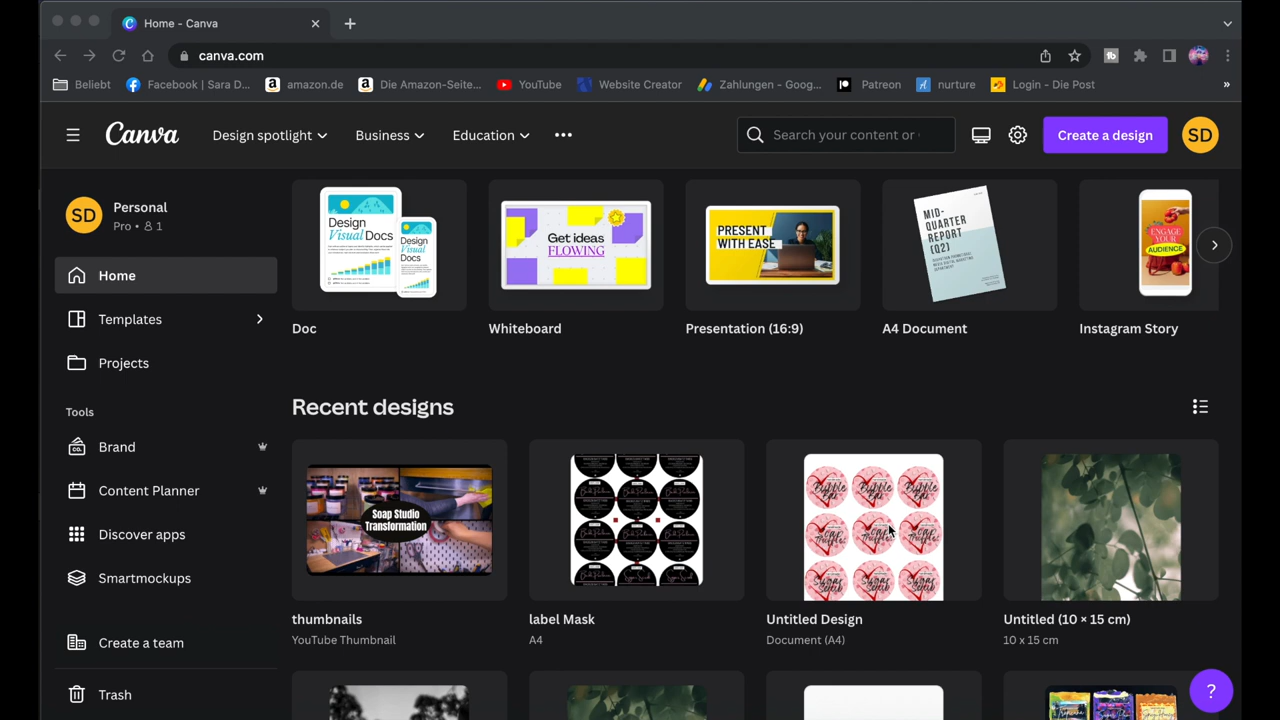 Home - Canva
canva.com
Beliebt
Facebook | Sara D...
amazon.de
Die Amazon-Seite...
YouTube
Website Creator
Zahlungen - Goog...
Patreon
nurture
Login - Die Post
»
Canva
Design spotlight
Business
Education
Search your content or
Create a design
SD
SD
Personal
Pro • 1
Home
Templates
Projects
Tools
Brand
Content Planner
Discover apps
Smartmockups
Create a team
Trash
Design
Visual
Docs
Design
Visual
Docs
Get ideas
FLOWING
PRESENT
WITH EASE
MID-
QUARTER
REPORT
(Q2)
ENGAGE
YOUR
AUDIENCE
Doc
Whiteboard
Presentation (16:9)
A4 Document
Instagram Story
Recent designs
Soap Studio
Transformation
thumbnails
YouTube Thumbnail
label Mask
A4
Untitled Design
Document (A4)
Untitled (10 × 15 cm)
10 x 15 cm
?